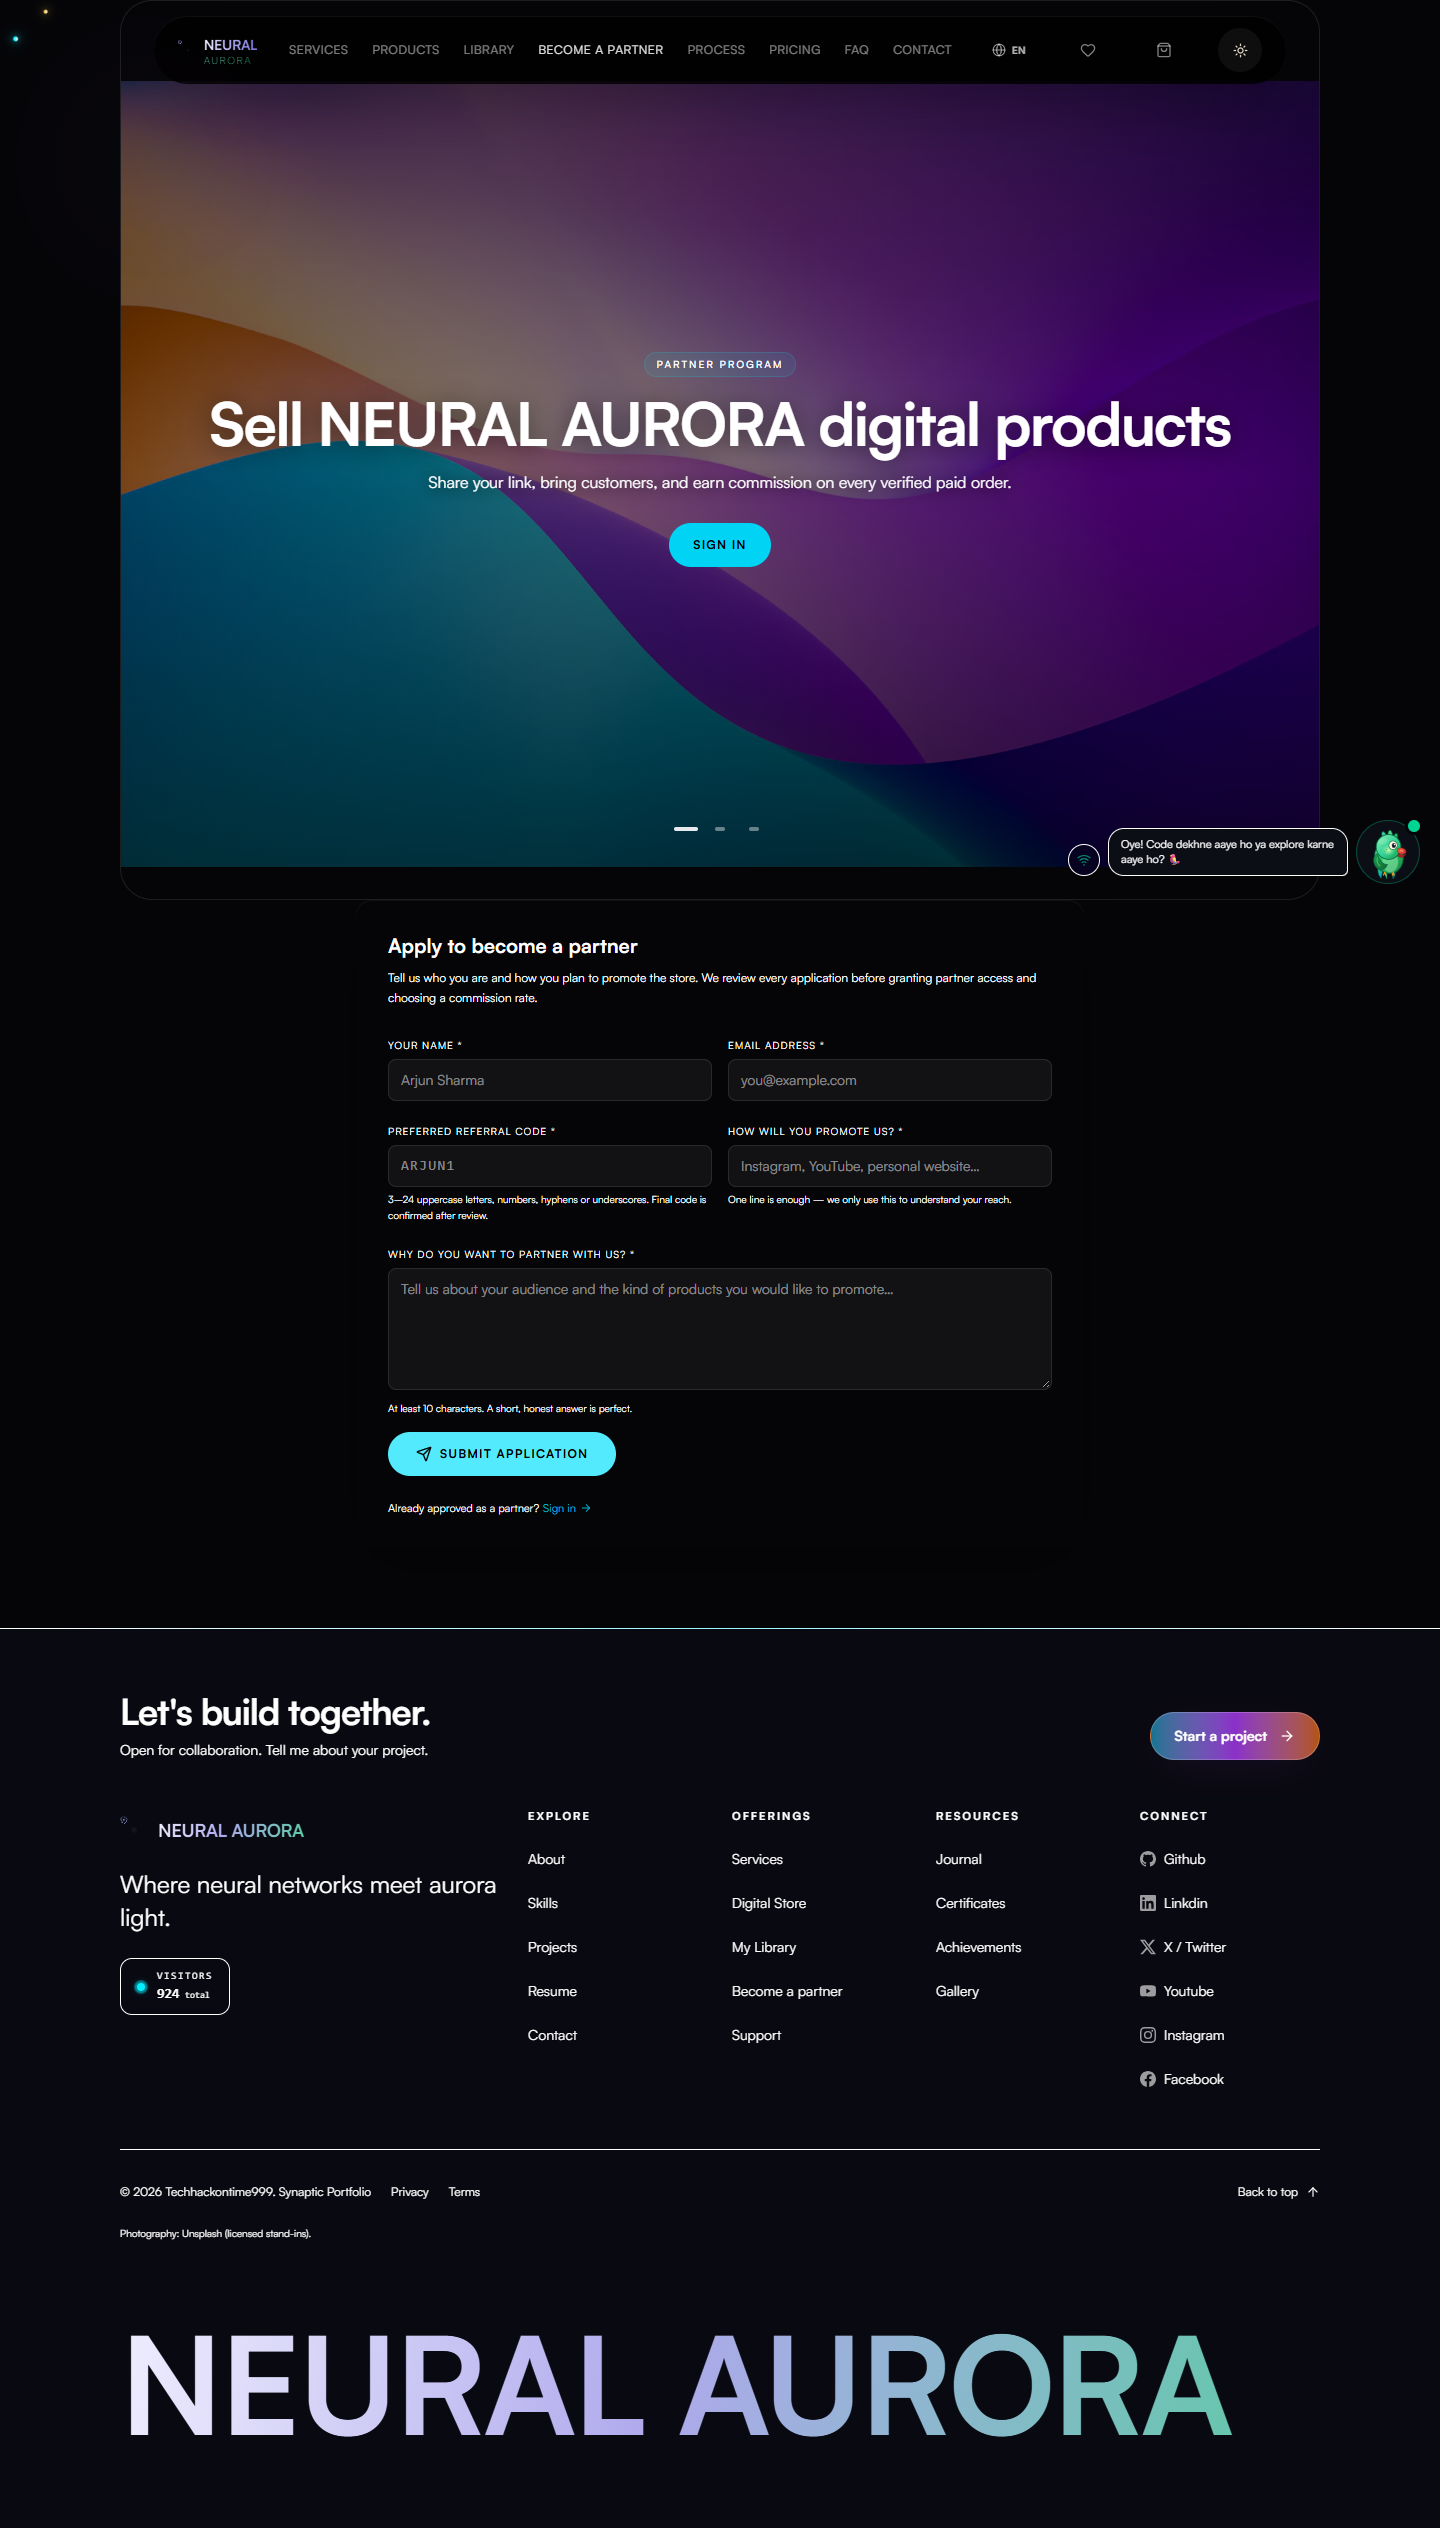 NEURAL
AURORA
SERVICES PRODUCTS LIBRARY BECOME A PARTNER PROCESS PRICING FAQ CONTACT EN
PARTNER PROGRAM
Sell NEURAL AURORA digital products
Share your link, bring customers, and earn commission on every verified paid order.
SIGN IN
Oye! Code dekhne aaye ho ya explore karne
aaye ho? 🦜
Apply to become a partner
Tell us who you are and how you plan to promote the store. We review every application before granting partner access and
choosing a commission rate.
YOUR NAME * EMAIL ADDRESS *
Arjun Sharma you@example.com
PREFERRED REFERRAL CODE * HOW WILL YOU PROMOTE US? *
ARJUN1 Instagram, YouTube, personal website...
3–24 uppercase letters, numbers, hyphens or underscores. Final code is
confirmed after review.
One line is enough — we only use this to understand your reach.
WHY DO YOU WANT TO PARTNER WITH US? *
Tell us about your audience and the kind of products you would like to promote...
At least 10 characters. A short, honest answer is perfect.
SUBMIT APPLICATION
Already approved as a partner? Sign in →
Let's build together.
Open for collaboration. Tell me about your project.
Start a project →
NEURAL AURORA
Where neural networks meet aurora
light.
VISITORS
924 total
EXPLORE
About
Skills
Projects
Resume
Contact
OFFERINGS
Services
Digital Store
My Library
Become a partner
Support
RESOURCES
Journal
Certificates
Achievements
Gallery
CONNECT
Github
Linkdin
X / Twitter
Youtube
Instagram
Facebook
© 2026 Techhackontime999. Synaptic Portfolio Privacy Terms Back to top ↑
Photography: Unsplash (licensed stand-ins).
NEURAL AURORA